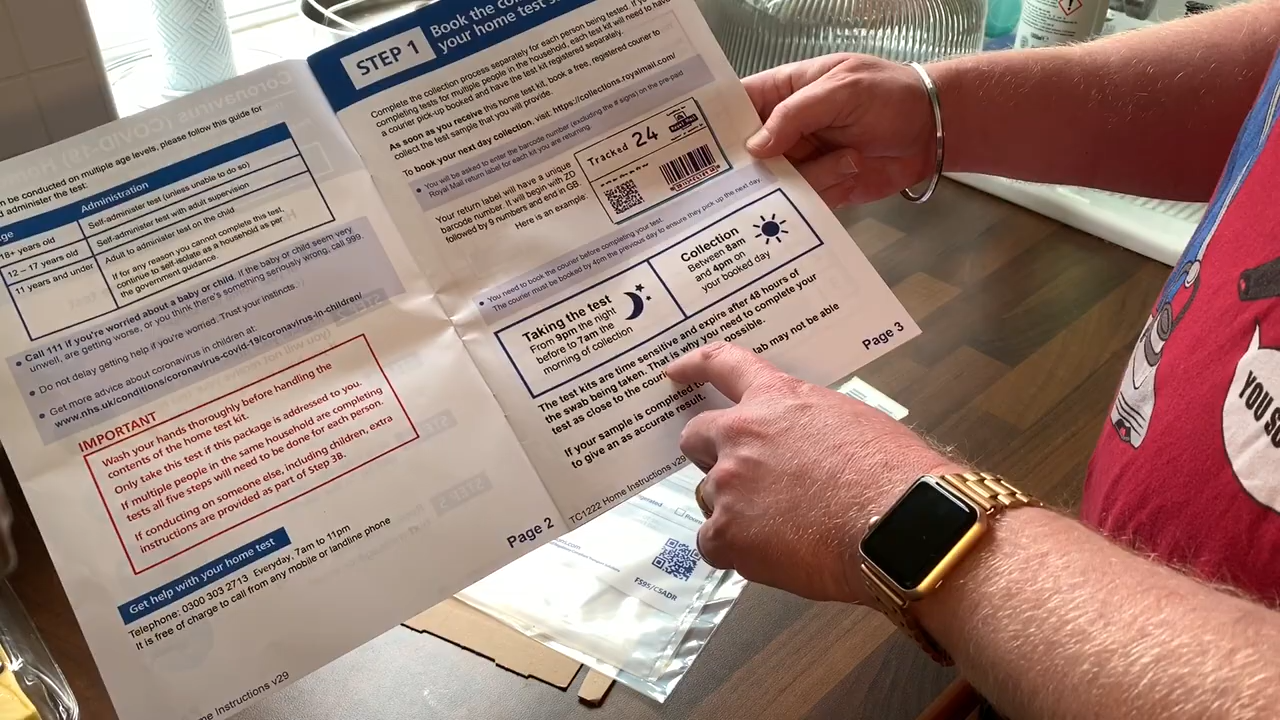 an be conducted on multiple age levels, please follow this guide for
d administer this test:
ge
Administration
18+ years old
Self-administer test (unless unable to do so)
12 – 17 years old
Self-administer test with adult supervision
11 years and under
Adult to administer test on the child
If for any reason you cannot complete this test,
continue to self-isolate as a household as per
the government guidance.
• Call 111 if you're worried about a baby or child. If the baby or child seem very
unwell, are getting worse, or you think there's something seriously wrong, call 999.
• Do not delay getting help if you're worried. Trust your instincts.
• Get more advice about coronavirus in children at:
www.nhs.uk/conditions/coronavirus-covid-19/coronavirus-in-children/
IMPORTANT
Wash your hands thoroughly before handling the
contents of the home test kit.
Only take this test if this package is addressed to you.
If multiple people in the same household are completing
tests all five steps will need to be done for each person.
If conducting on someone else, including children, extra
instructions are provided as part of Step 3B.
Get help with your home test
Telephone: 0300 303 2713 Everyday, 7am to 11pm
It is free of charge to call from any mobile or landline phone
Page 2
me Instructions v29
STEP 1
Book the co
your home test
Complete the collection process separately for each person being tested. If you
completing tests for multiple people in the household, each test kit will need to have
a courier pick-up booked and have the test kit registered separately.
As soon as you receive this home test kit, book a free, registered courier to
collect the test sample that you will provide.
To book your next day collection, visit: https://collections.royalmail.com/
• You will be asked to enter the barcode number (excluding the # signs) on the pre-paid
Royal Mail return label for each kit you are returning.
Your return label will have a unique
barcode number. It will begin with ZD
followed by 9 numbers and end in GB.
Here is an example:
Tracked 24
• You need to book the courier before completing your test.
The courier must be booked by 4pm the previous day to ensure they pick up the next day.
Taking the test
From 9pm the night
before to 7am the
morning of collection
Collection
Between 8am
and 4pm on
your booked day
The test kits are time sensitive and expire after 48 hours of
the swab being taken. That is why you need to complete your
test as close to the cour possible.
If your sample is completed lab may not be able
to give an as accurate result.
TC1222 Home Instructions v29
Page 3
FS95/CSADR
YOU S